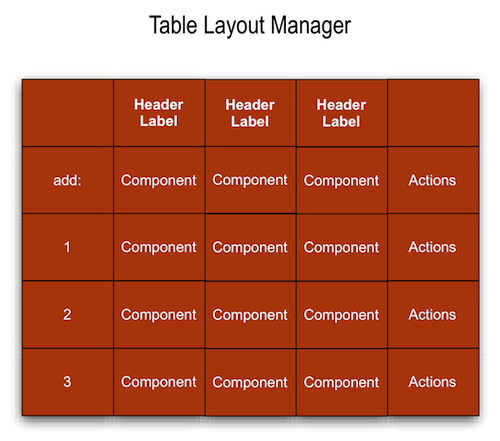 Table Layout Manager
Header Label Header Label Header Label
add: Component Component Component Actions
1 Component Component Component Actions
2 Component Component Component Actions
3 Component Component Component Actions